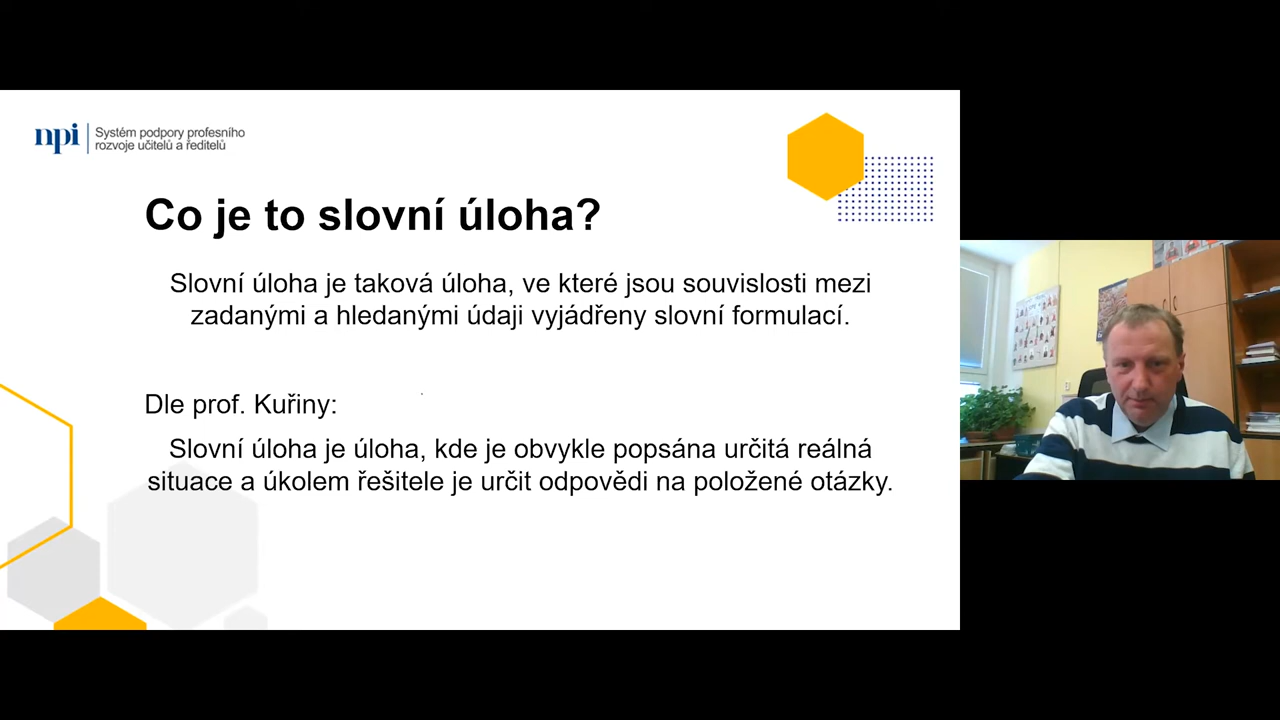 npi
Systém podpory profesního
rozvoje učitelů a ředitelů
Co je to slovní úloha?
Slovní úloha je taková úloha, ve které jsou souvislosti mezi
zadanými a hledanými údaji vyjádřeny slovní formulací.
Dle prof. Kuřiny:
Slovní úloha je úloha, kde je obvykle popsána určitá reálná
situace a úkolem řešitele je určit odpovědi na položené otázky.